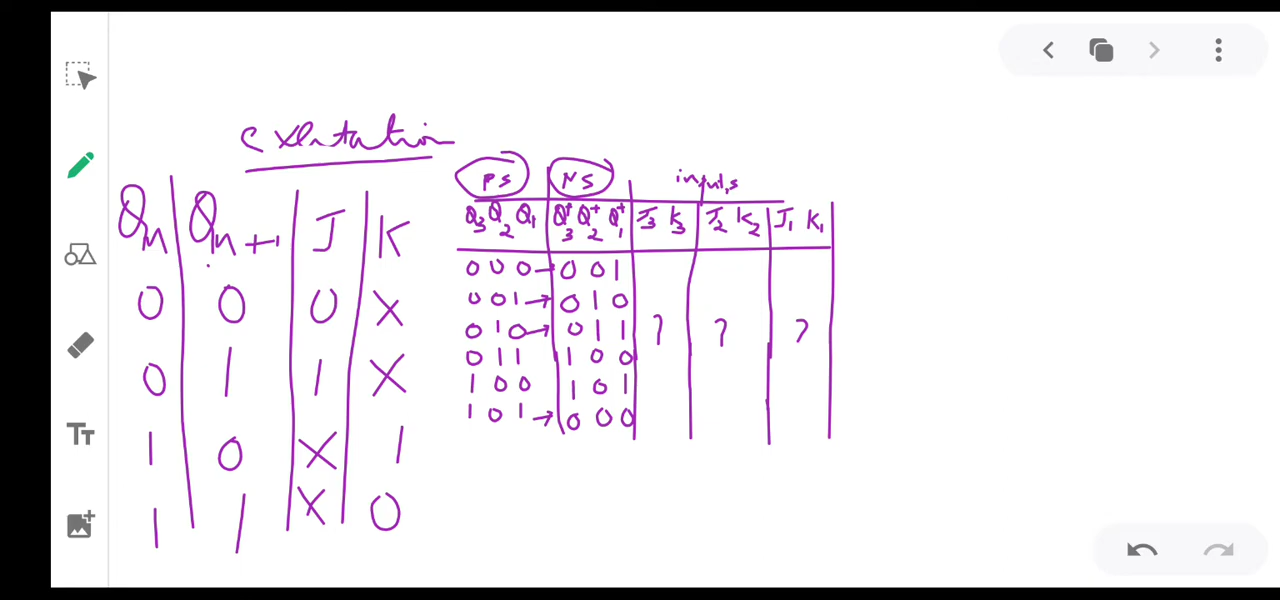 excitation
Qn Qn+1 J K
0 0 0 X
0 1 1 X
1 0 X 1
1 1 X 0
PS NS inputs
Q3 Q2 Q1 Q3+ Q2+ Q1+ J3 K3 J2 K2 J1 K1
0 0 0 → 0 0 1
0 0 1 → 0 1 0
0 1 0 → 0 1 1 ? ? ?
0 1 1 1 0 0
1 0 0 1 0 1
1 0 1 → 0 0 0
Tт